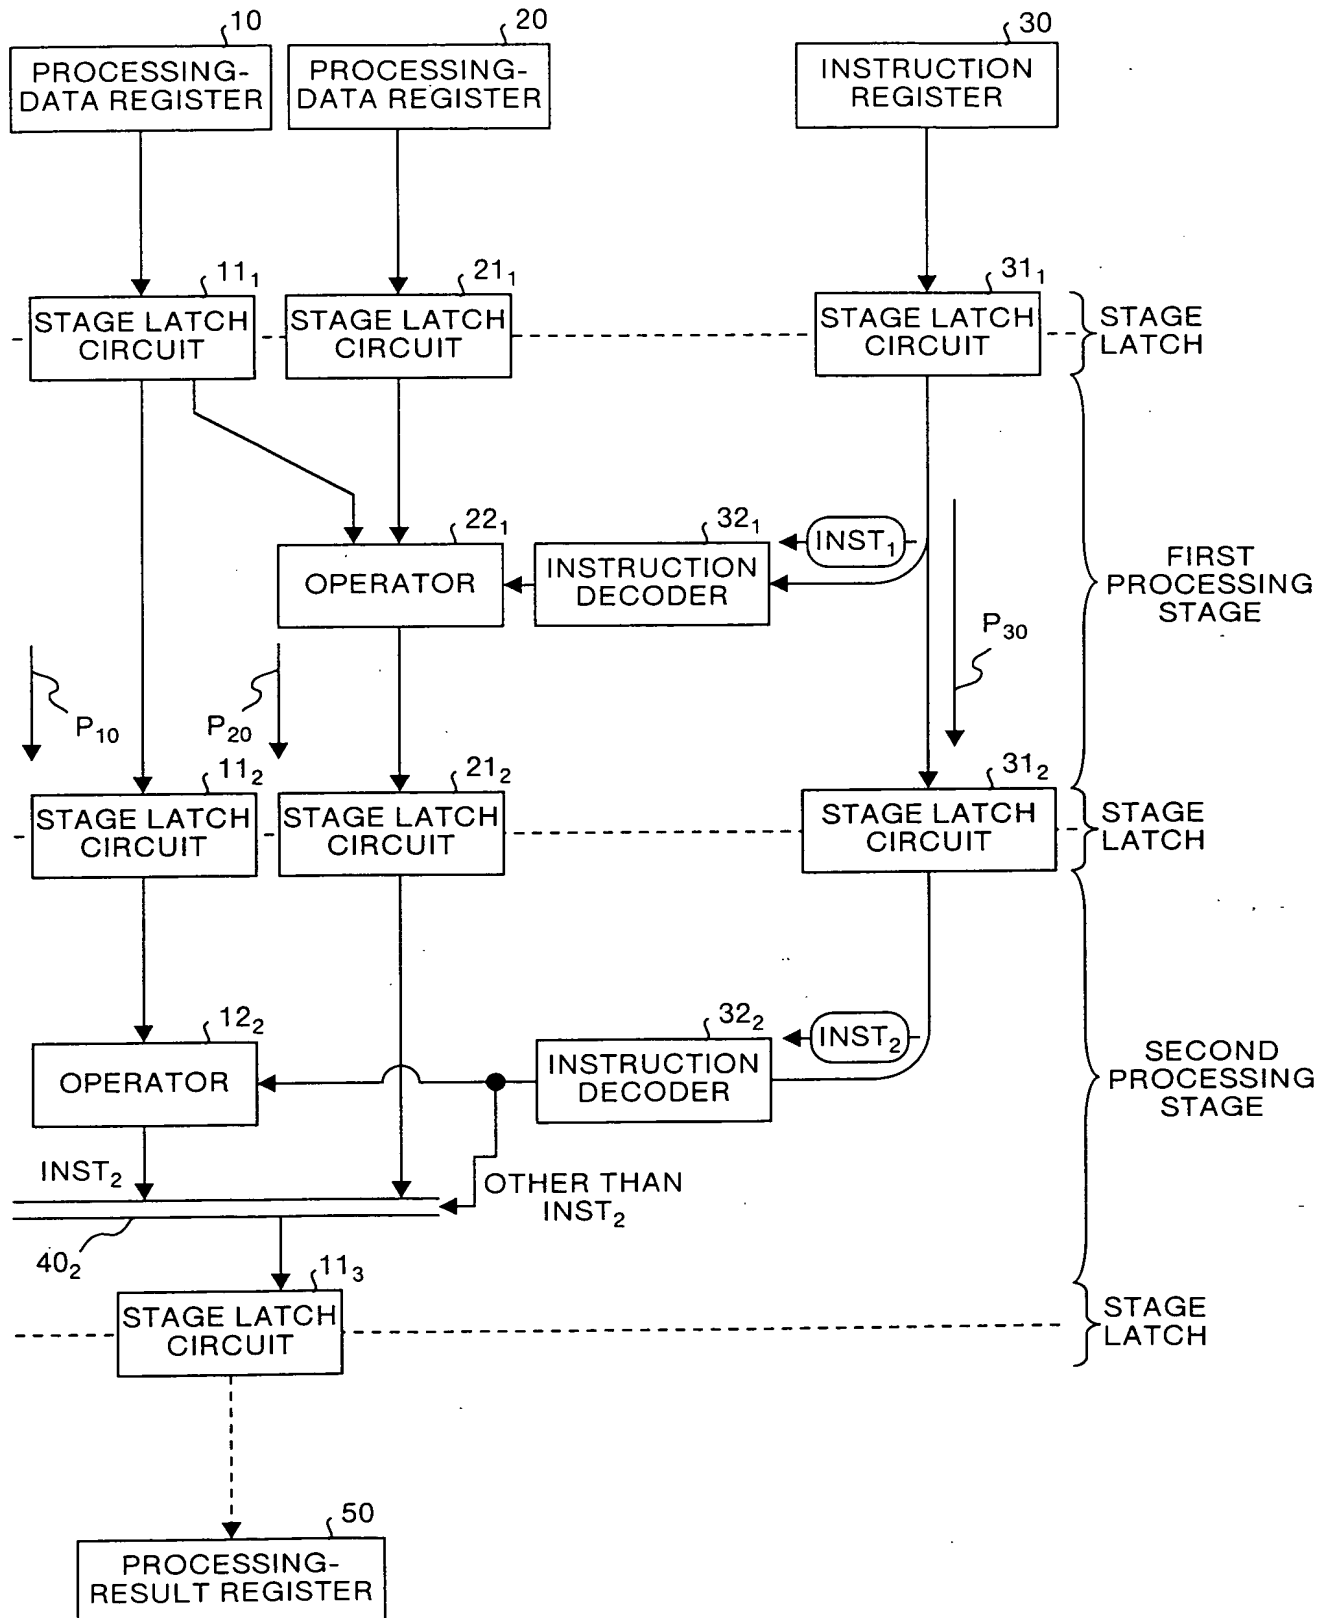 10
20
30
PROCESSING-
DATA REGISTER
PROCESSING-
DATA REGISTER
INSTRUCTION
REGISTER
11₁
21₁
31₁
STAGE LATCH
CIRCUIT
STAGE LATCH
CIRCUIT
STAGE LATCH
CIRCUIT
STAGE
LATCH
22₁
32₁
INST₁
OPERATOR
INSTRUCTION
DECODER
FIRST
PROCESSING
STAGE
P₁₀
P₂₀
P₃₀
11₂
21₂
31₂
STAGE LATCH
CIRCUIT
STAGE LATCH
CIRCUIT
STAGE LATCH
CIRCUIT
STAGE
LATCH
12₂
32₂
INST₂
OPERATOR
INSTRUCTION
DECODER
SECOND
PROCESSING
STAGE
INST₂
OTHER THAN
INST₂
40₂
11₃
STAGE LATCH
CIRCUIT
STAGE
LATCH
50
PROCESSING-
RESULT REGISTER